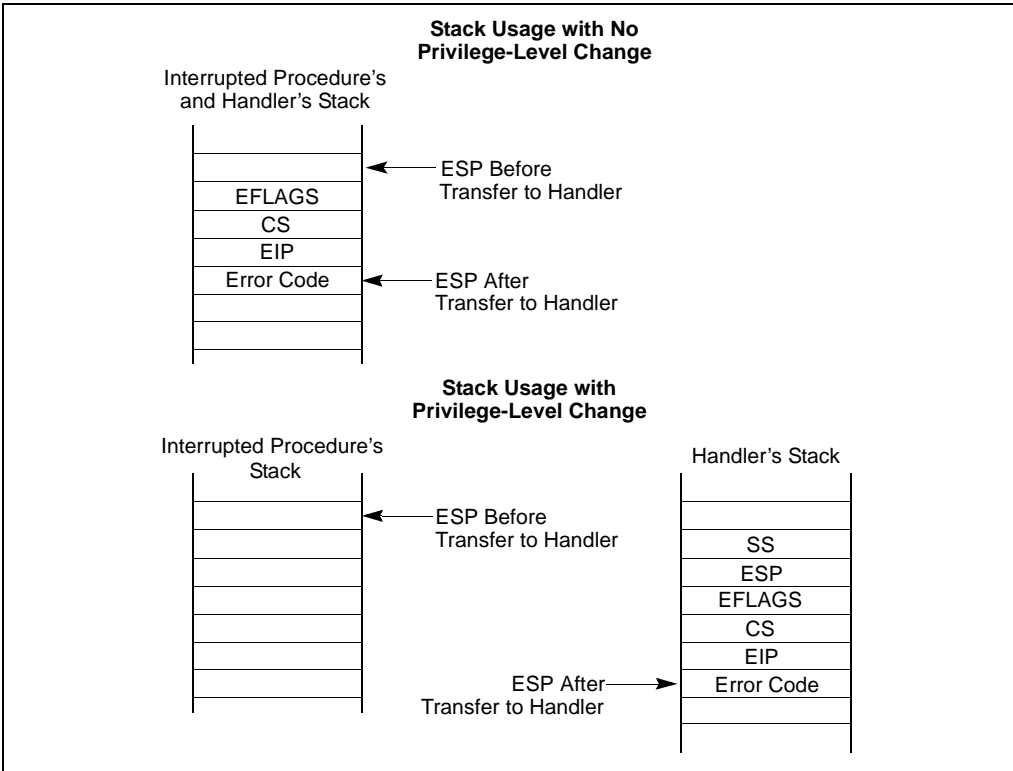 Stack Usage with No
Privilege-Level Change
Interrupted Procedure's
and Handler's Stack
ESP Before
Transfer to Handler
EFLAGS
CS
EIP
Error Code
ESP After
Transfer to Handler
Stack Usage with
Privilege-Level Change
Interrupted Procedure's
Stack
Handler's Stack
ESP Before
Transfer to Handler
SS
ESP
EFLAGS
CS
EIP
ESP After
Transfer to Handler
Error Code